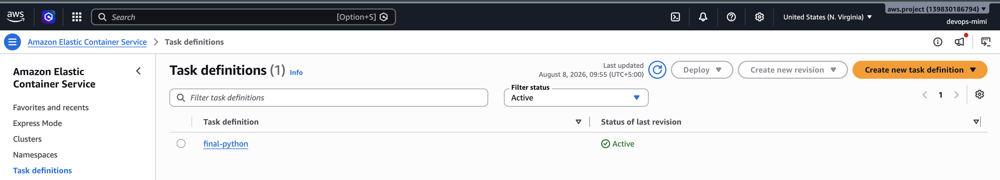 aws
Search
[Option+S]
United States (N. Virginia)
aws.project (139830186794)
devops-mimi
Amazon Elastic Container Service
Task definitions
Amazon Elastic
Container Service
Favorites and recents
Express Mode
Clusters
Namespaces
Task definitions
Task definitions (1)
Info
Last updated
August 8, 2026, 09:55 (UTC+5:00)
Deploy
Create new revision
Create new task definition
Filter task definitions
Filter status
Active
1
Task definition
Status of last revision
final-python
Active